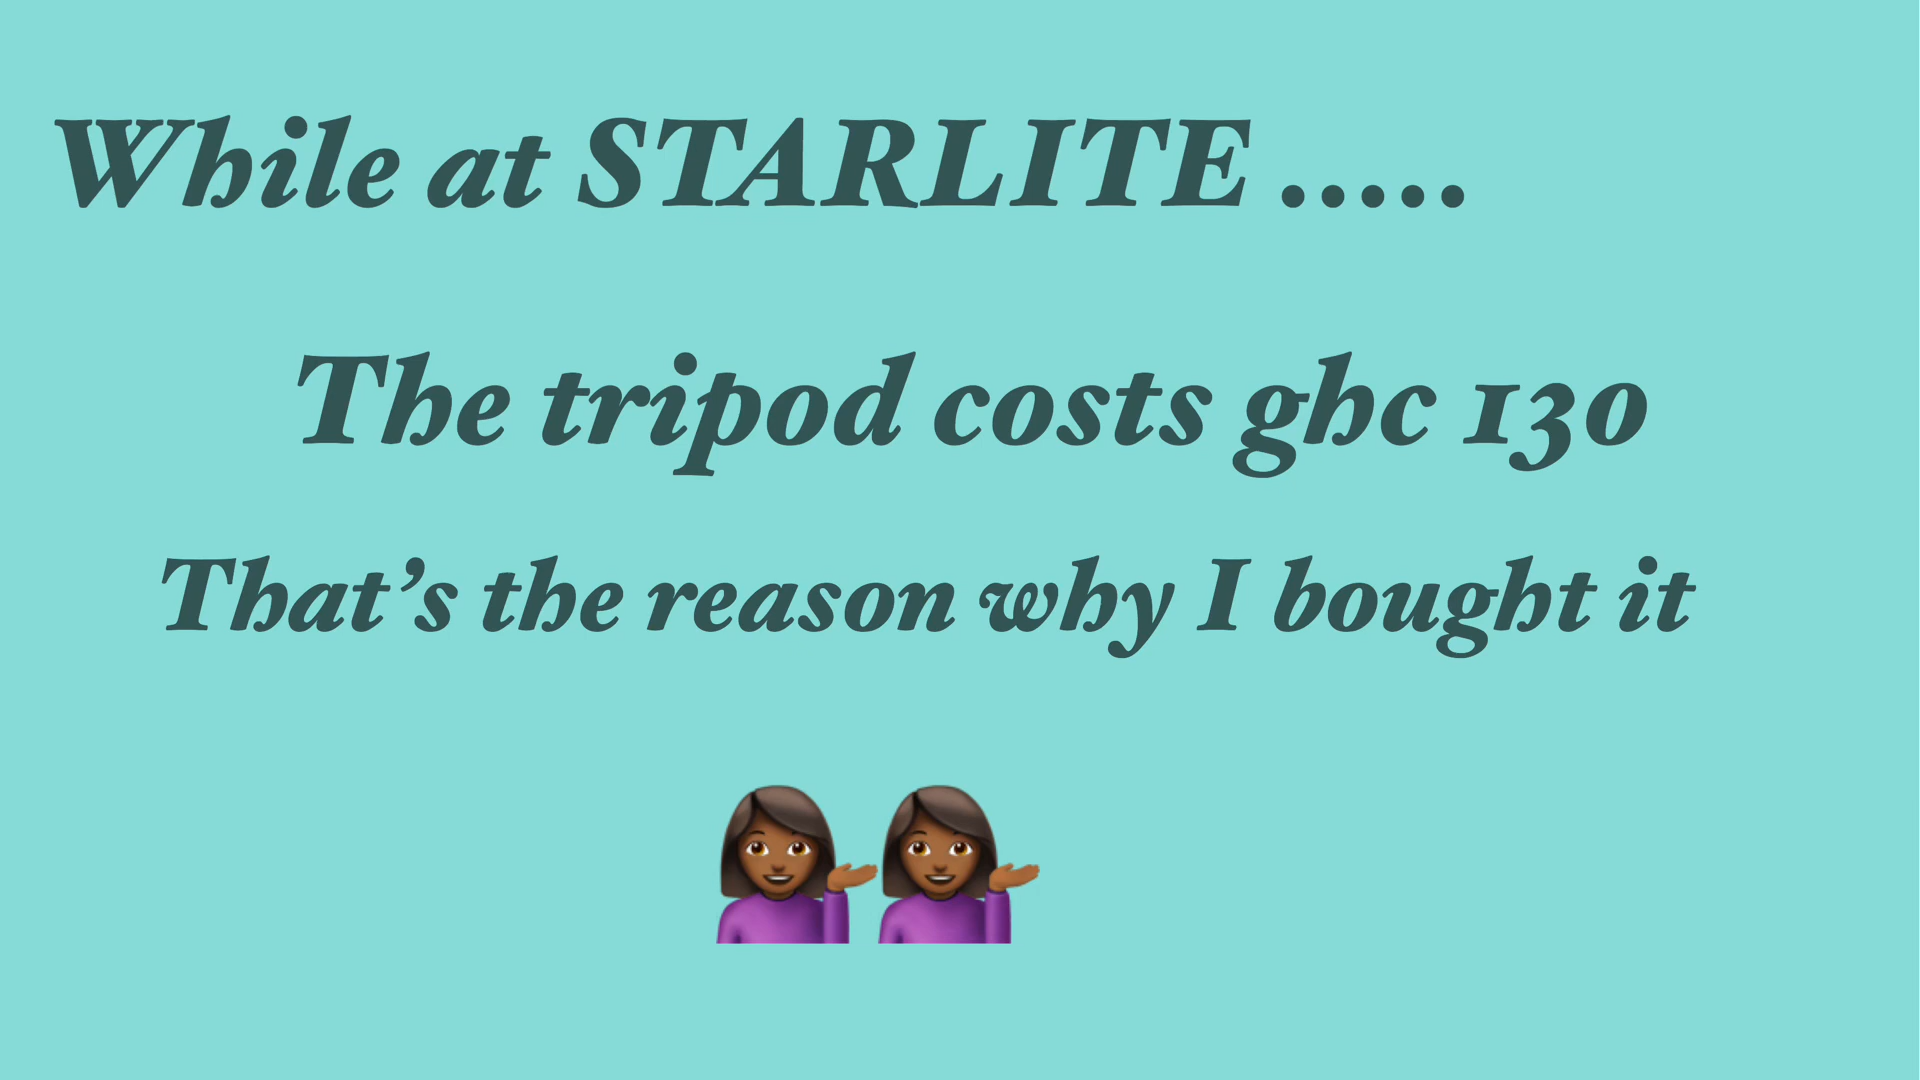 While at STARLITE .....
The tripod costs ghc 130
That’s the reason why I bought it